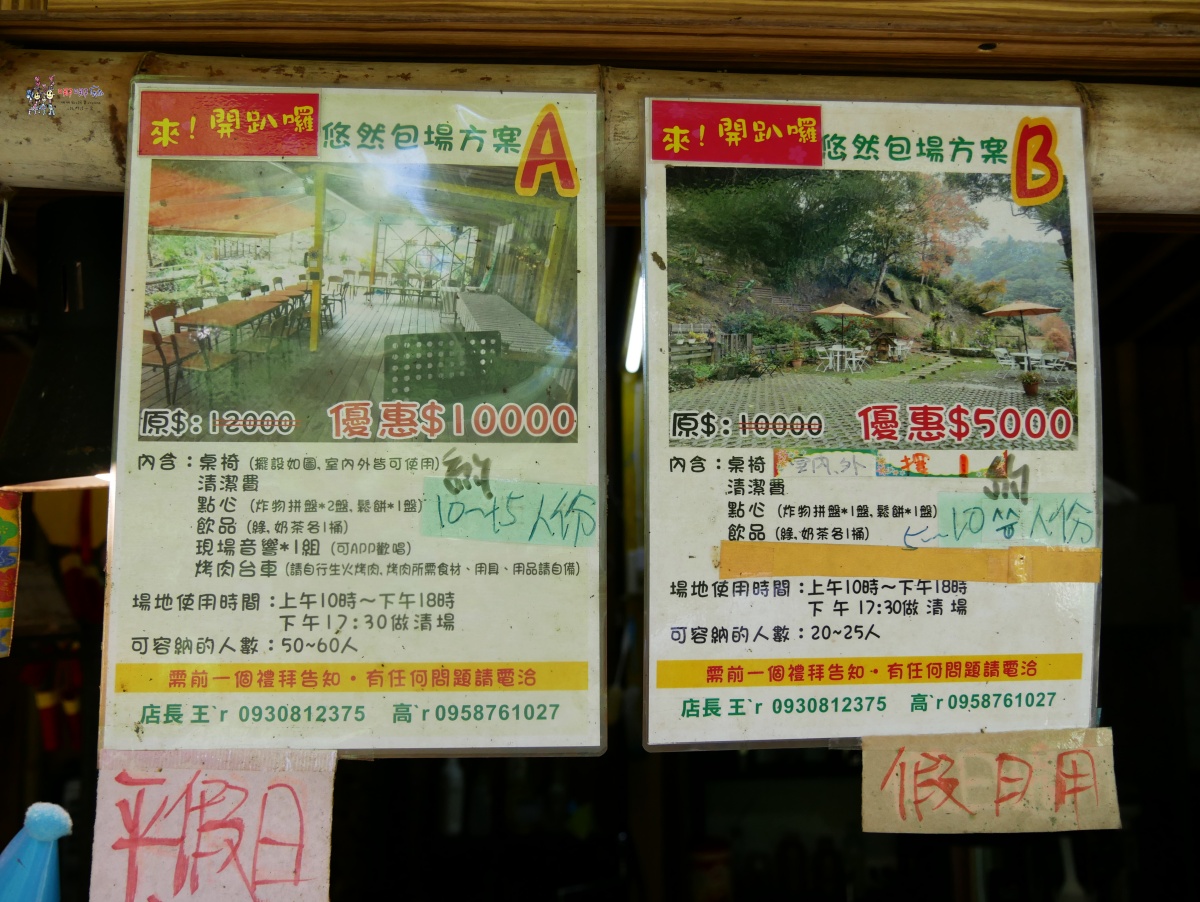 來！開趴囉
悠然包場方案 A
原$:12000 優惠$10000
內含：桌椅（擺設如圖、室內外皆可使用）
清潔費
點心（炸物拼盤*2盤、鬆餅*1盤）
約
10~15人份
飲品（綠、奶茶各1桶）
現場音響*1組（可APP歡唱）
烤肉台車（請自行生火烤肉、烤肉所需食材、用具、用品請自備）
場地使用時間：上午10時～下午18時
下午17:30做清場
可容納的人數：50~60人
需前一個禮拜告知。有任何問題請電洽
店長 王`r 0930812375 高`r 0958761027
平假日
來！開趴囉
悠然包場方案 B
原$:10000 優惠$5000
內含：桌椅
室內、外
清潔費
約
點心（炸物拼盤*1盤、鬆餅*1盤）
10
人份
飲品（綠、奶茶各1桶）
場地使用時間：上午10時～下午18時
下午17:30做清場
可容納的人數：20~25人
需前一個禮拜告知。有任何問題請電洽
店長 王`r 0930812375 高`r 0958761027
假日用